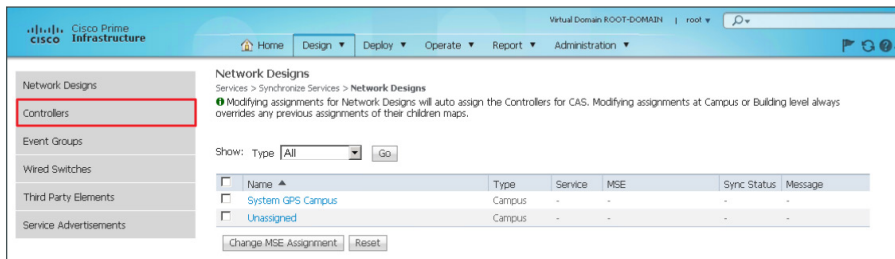 Virtual Domain ROOT-DOMAIN | root
Cisco Prime
CISCO Infrastructure
Home Design Deploy Operate Report Administration
Network Designs
Controllers
Event Groups
Wired Switches
Third Party Elements
Service Advertisements
Network Designs
Services > Synchronize Services > Network Designs
Modifying assignments for Network Designs will auto assign the Controllers for CAS. Modifying assignments at Campus or Building level always
overrides any previous assignments of their children maps.
Show: Type All Go
Name Type Service MSE Sync Status Message
System GPS Campus Campus - - - -
Unassigned Campus - - - -
Change MSE Assignment Reset